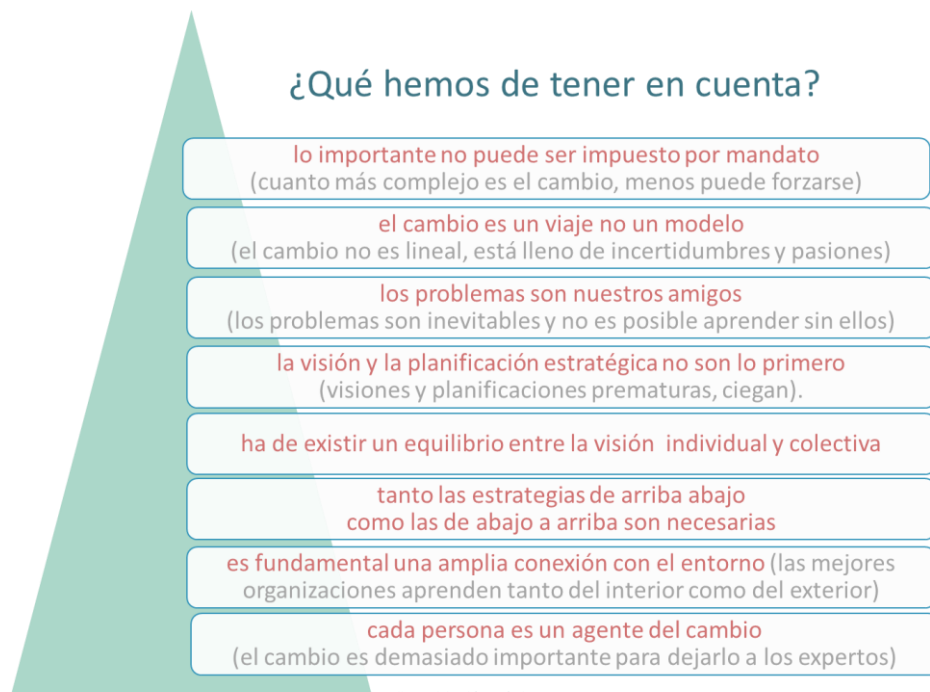 ¿Qué hemos de tener en cuenta?
lo importante no puede ser impuesto por mandato
(cuanto más complejo es el cambio, menos puede forzarse)
el cambio es un viaje no un modelo
(el cambio no es lineal, está lleno de incertidumbres y pasiones)
los problemas son nuestros amigos
(los problemas son inevitables y no es posible aprender sin ellos)
la visión y la planificación estratégica no son lo primero
(visiones y planificaciones prematuras, ciegan).
ha de existir un equilibrio entre la visión individual y colectiva
tanto las estrategias de arriba abajo
como las de abajo a arriba son necesarias
es fundamental una amplia conexión con el entorno (las mejores
organizaciones aprenden tanto del interior como del exterior)
cada persona es un agente del cambio
(el cambio es demasiado importante para dejarlo a los expertos)